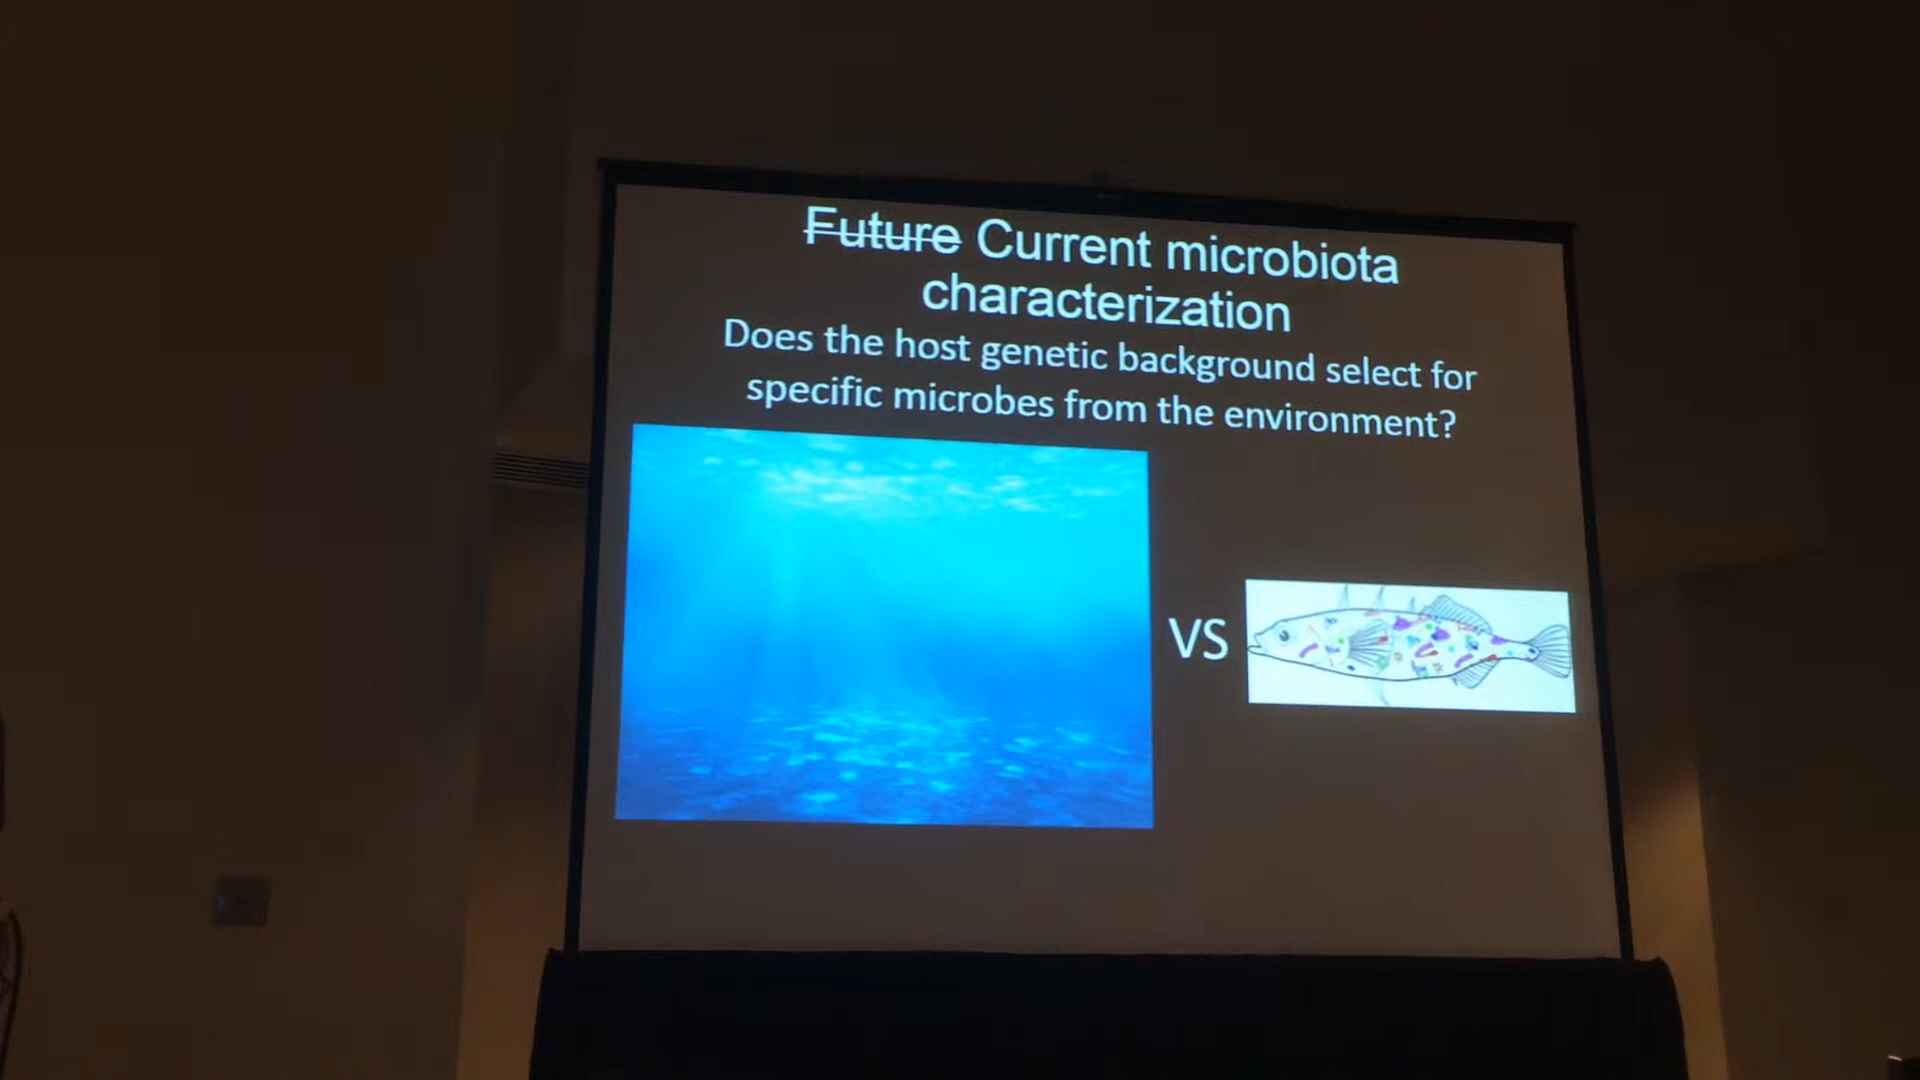 Future Current microbiota
characterization
Does the host genetic background select for
specific microbes from the environment?
VS